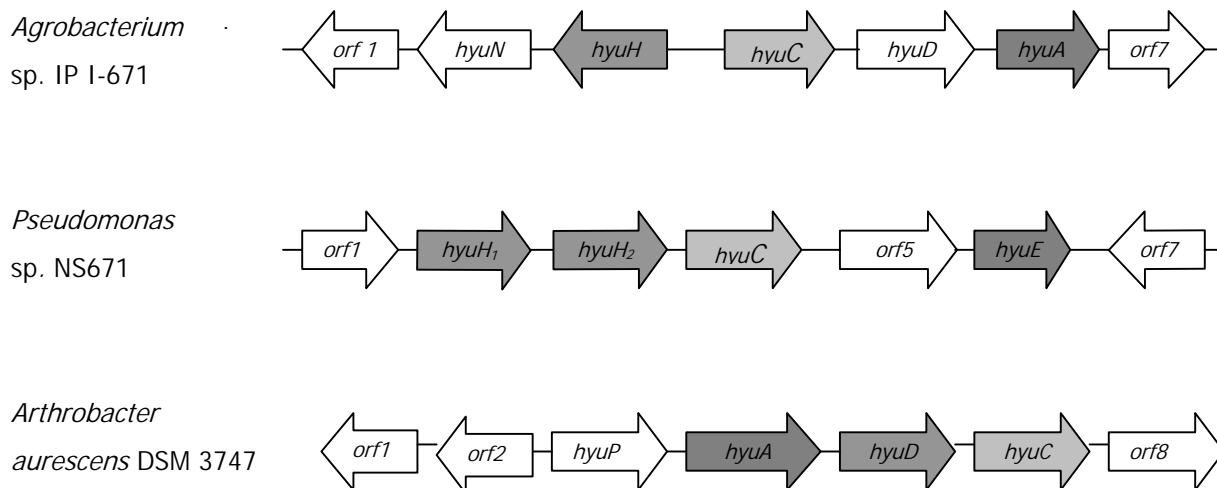 Agrobacterium
sp. IP I-671
orf 1 hyuN hyuH hyuC hyuD hyuA orf7
Pseudomonas
sp. NS671
orf1 hyuH₁ hyuH₂ hyuC orf5 hyuE orf7
Arthrobacter
aurescens DSM 3747
orf1 orf2 hyuP hyuA hyuD hyuC orf8